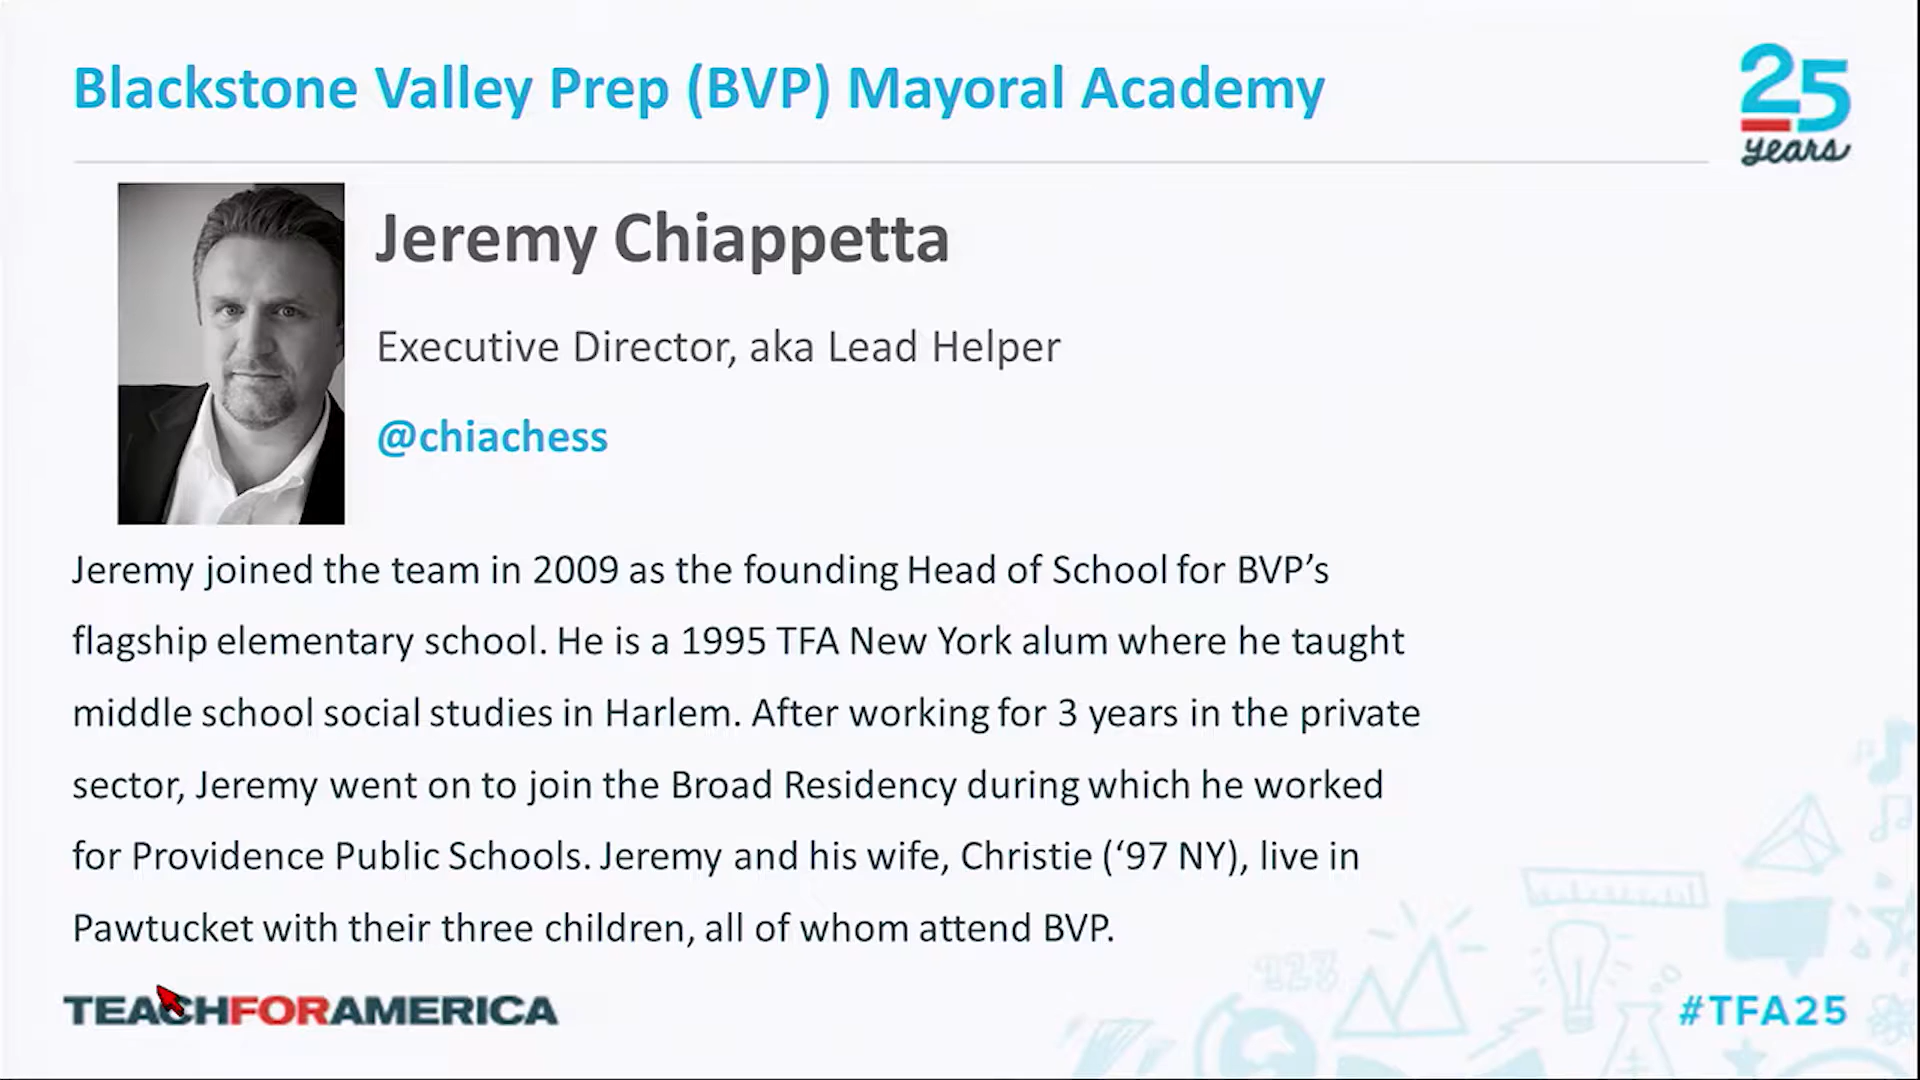 Blackstone Valley Prep (BVP) Mayoral Academy
25
years
Jeremy Chiappetta
Executive Director, aka Lead Helper
@chiachess
Jeremy joined the team in 2009 as the founding Head of School for BVP’s
flagship elementary school. He is a 1995 TFA New York alum where he taught
middle school social studies in Harlem. After working for 3 years in the private
sector, Jeremy went on to join the Broad Residency during which he worked
for Providence Public Schools. Jeremy and his wife, Christie (‘97 NY), live in
Pawtucket with their three children, all of whom attend BVP.
123
TEACHFORAMERICA
#TFA25